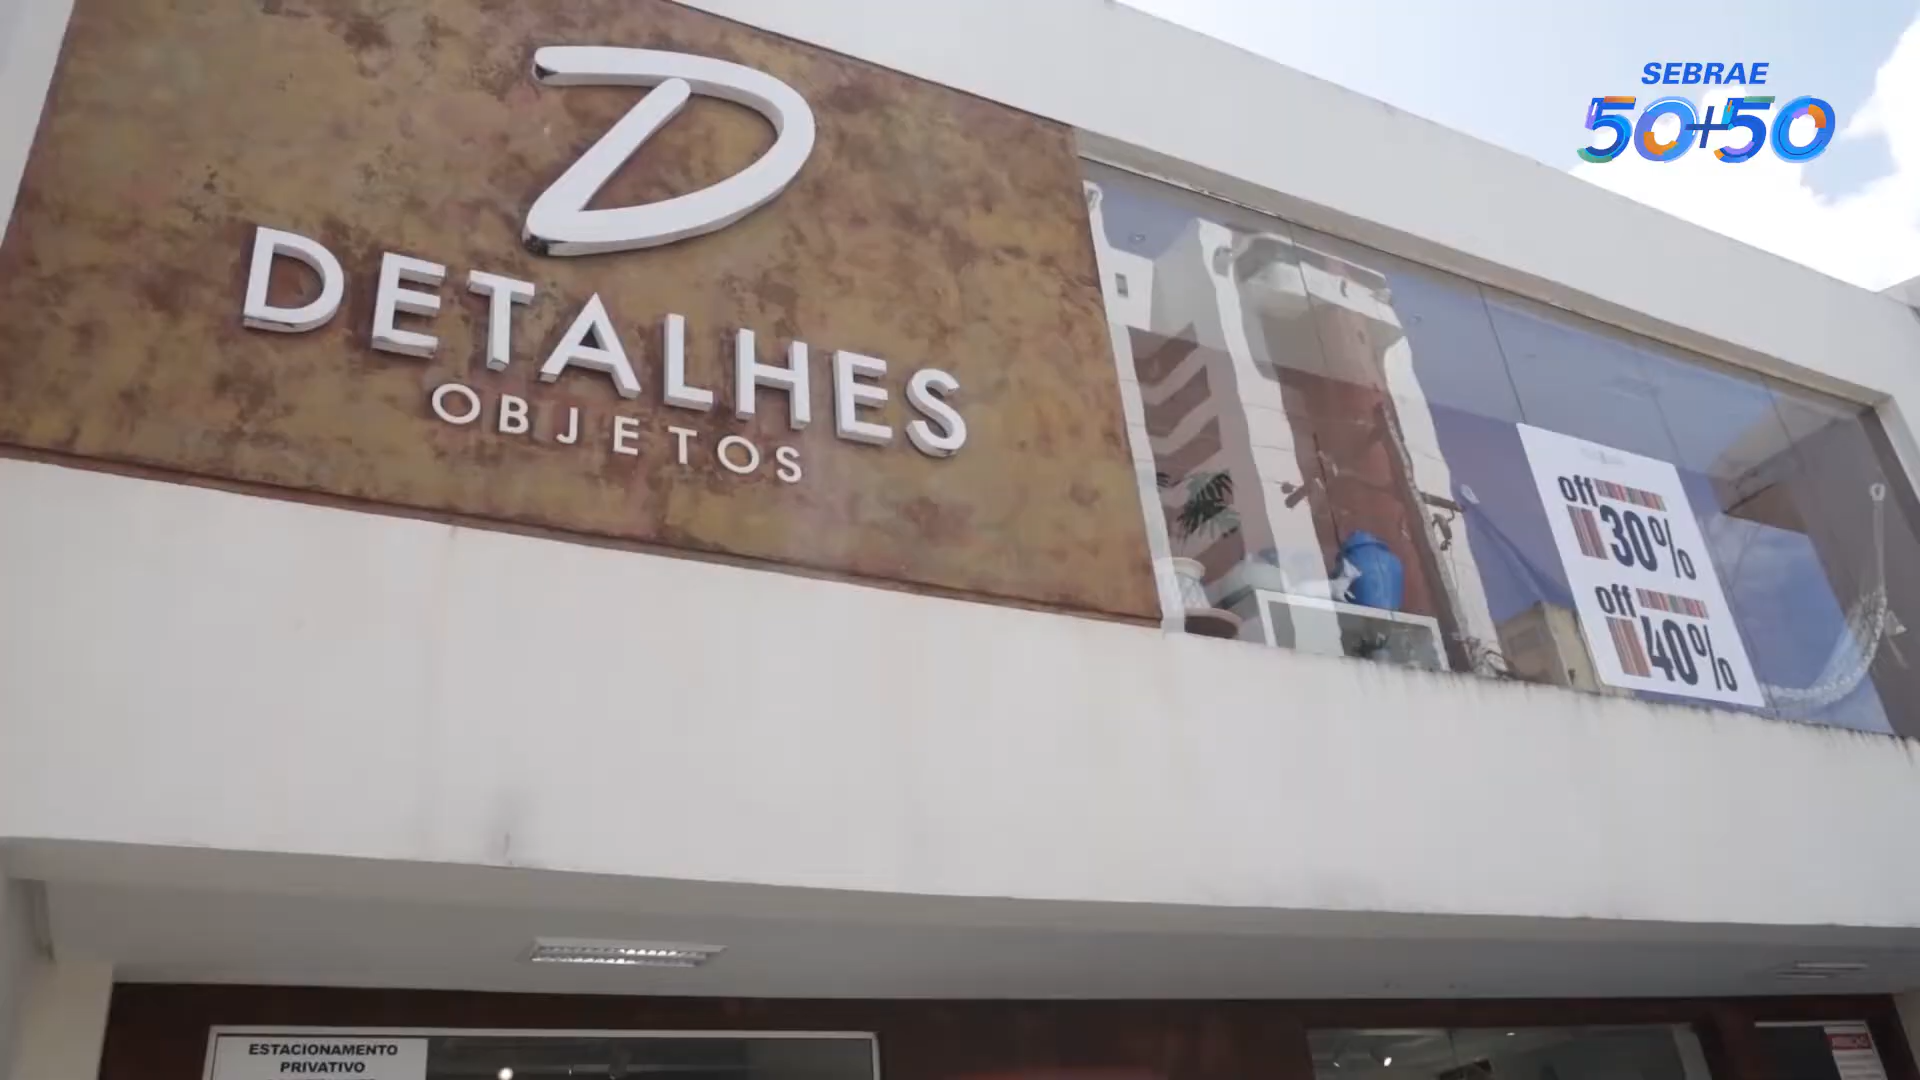 SEBRAE
50+50
D
DETALHES
OBJETOS
off
30%
off
40%
ESTACIONAMENTO
PRIVATIVO